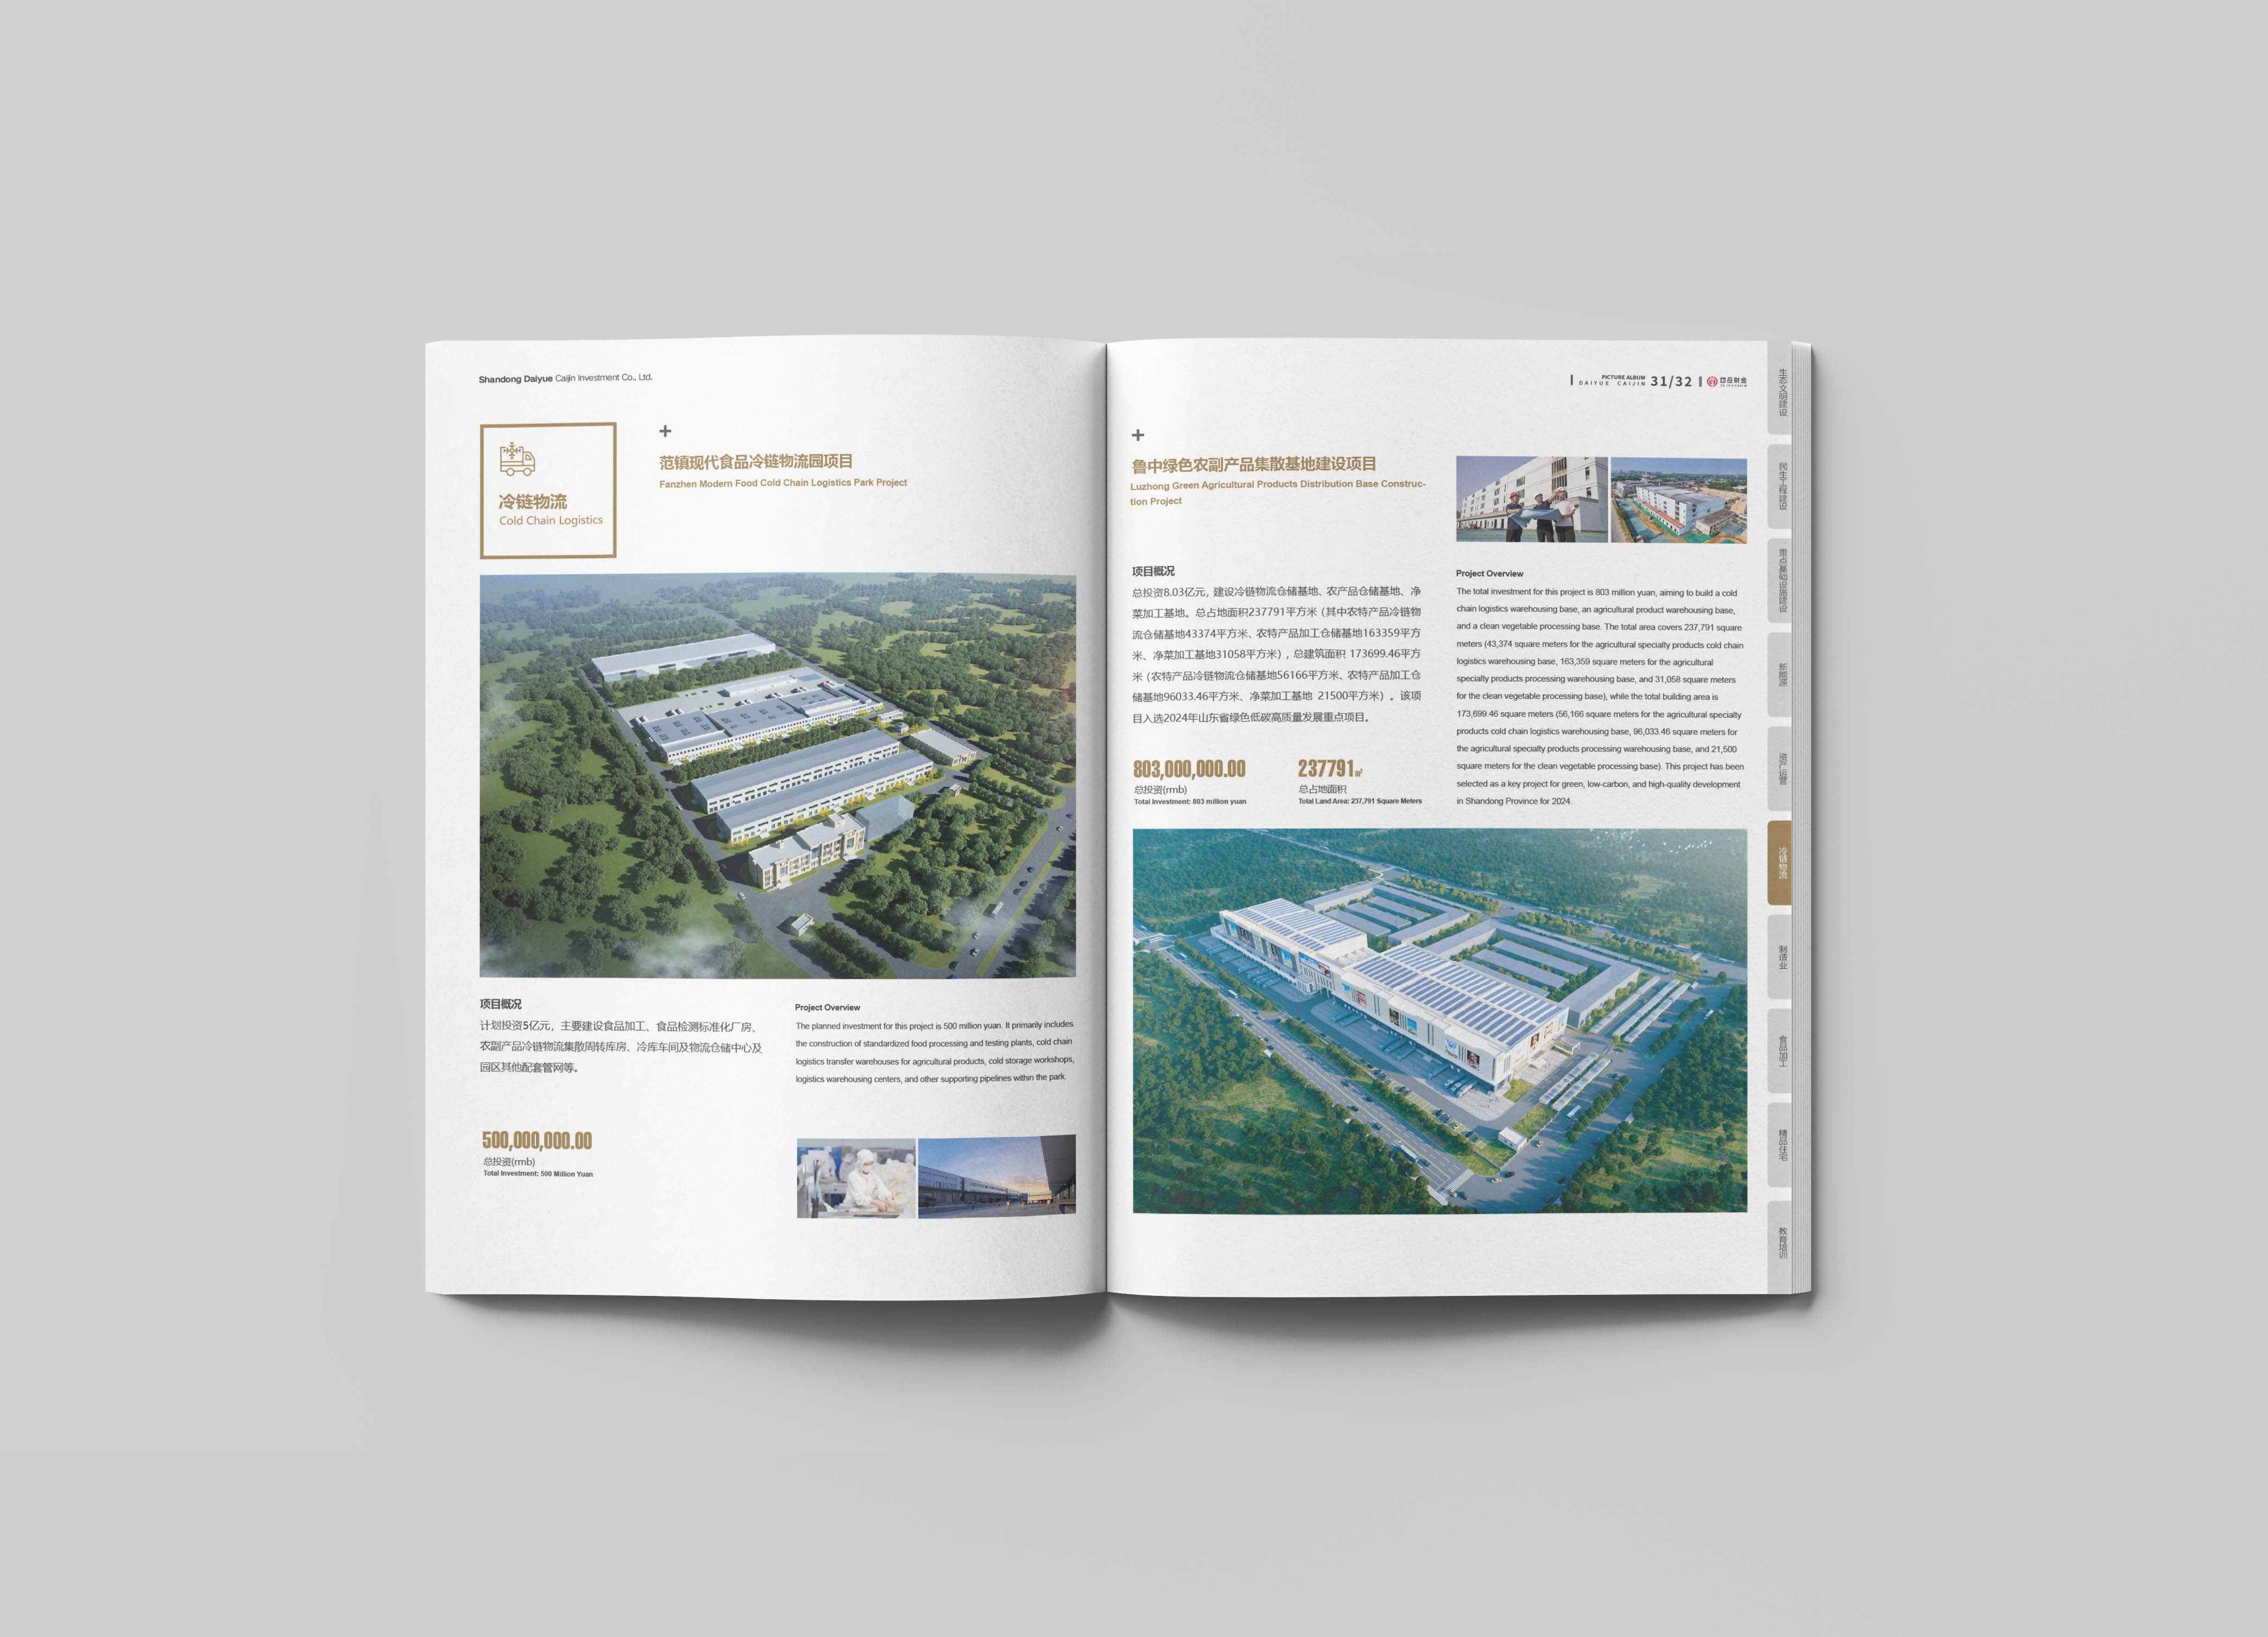 Shandong Daiyue Caijin Investment Co., Ltd.
冷链物流
Cold Chain Logistics
范镇现代食品冷链物流园项目
Fanzhen Modern Food Cold Chain Logistics Park Project
项目概况
计划投资5亿元，主要建设食品加工、食品检测标准化厂房、
农副产品冷链物流集散周转库房、冷库车间及物流仓储中心及
园区其他配套管网等。
Project Overview
The planned investment for this project is 500 million yuan. It primarily includes
the construction of standardized food processing and testing plants, cold chain
logistics transfer warehouses for agricultural products, cold storage workshops,
logistics warehousing centers, and other supporting pipelines within the park.
500,000,000.00
总投资(rmb)
Total Investment: 500 Million Yuan
PICTURE ALBUM
DAIYUE CAIJIN
31/32
岱岳财金
鲁中绿色农副产品集散基地建设项目
Luzhong Green Agricultural Products Distribution Base Construc-
tion Project
项目概况
总投资8.03亿元，建设冷链物流仓储基地、农产品仓储基地、净
菜加工基地。总占地面积237791平方米（其中农特产品冷链物
流仓储基地43374平方米、农特产品加工仓储基地163359平方
米、净菜加工基地31058平方米），总建筑面积 173699.46平方
米（农特产品冷链物流仓储基地56166平方米、农特产品加工仓
储基地96033.46平方米、净菜加工基地 21500平方米）。该项
目入选2024年山东省绿色低碳高质量发展重点项目。
803,000,000.00
总投资(rmb)
Total Investment: 803 million yuan
237791㎡
总占地面积
Total Land Area: 237,791 Square Meters
Project Overview
The total investment for this project is 803 million yuan, aiming to build a cold
chain logistics warehousing base, an agricultural product warehousing base,
and a clean vegetable processing base. The total area covers 237,791 square
meters (43,374 square meters for the agricultural specialty products cold chain
logistics warehousing base, 163,359 square meters for the agricultural
specialty products processing warehousing base, and 31,058 square meters
for the clean vegetable processing base), while the total building area is
173,699.46 square meters (56,166 square meters for the agricultural specialty
products cold chain logistics warehousing base, 96,033.46 square meters for
the agricultural specialty products processing warehousing base, and 21,500
square meters for the clean vegetable processing base). This project has been
selected as a key project for green, low-carbon, and high-quality development
in Shandong Province for 2024.
生态文明建设
民生工程建设
重点基础设施建设
新能源
资产运营
冷链物流
制造业
食品加工
精品住宅
教育培训